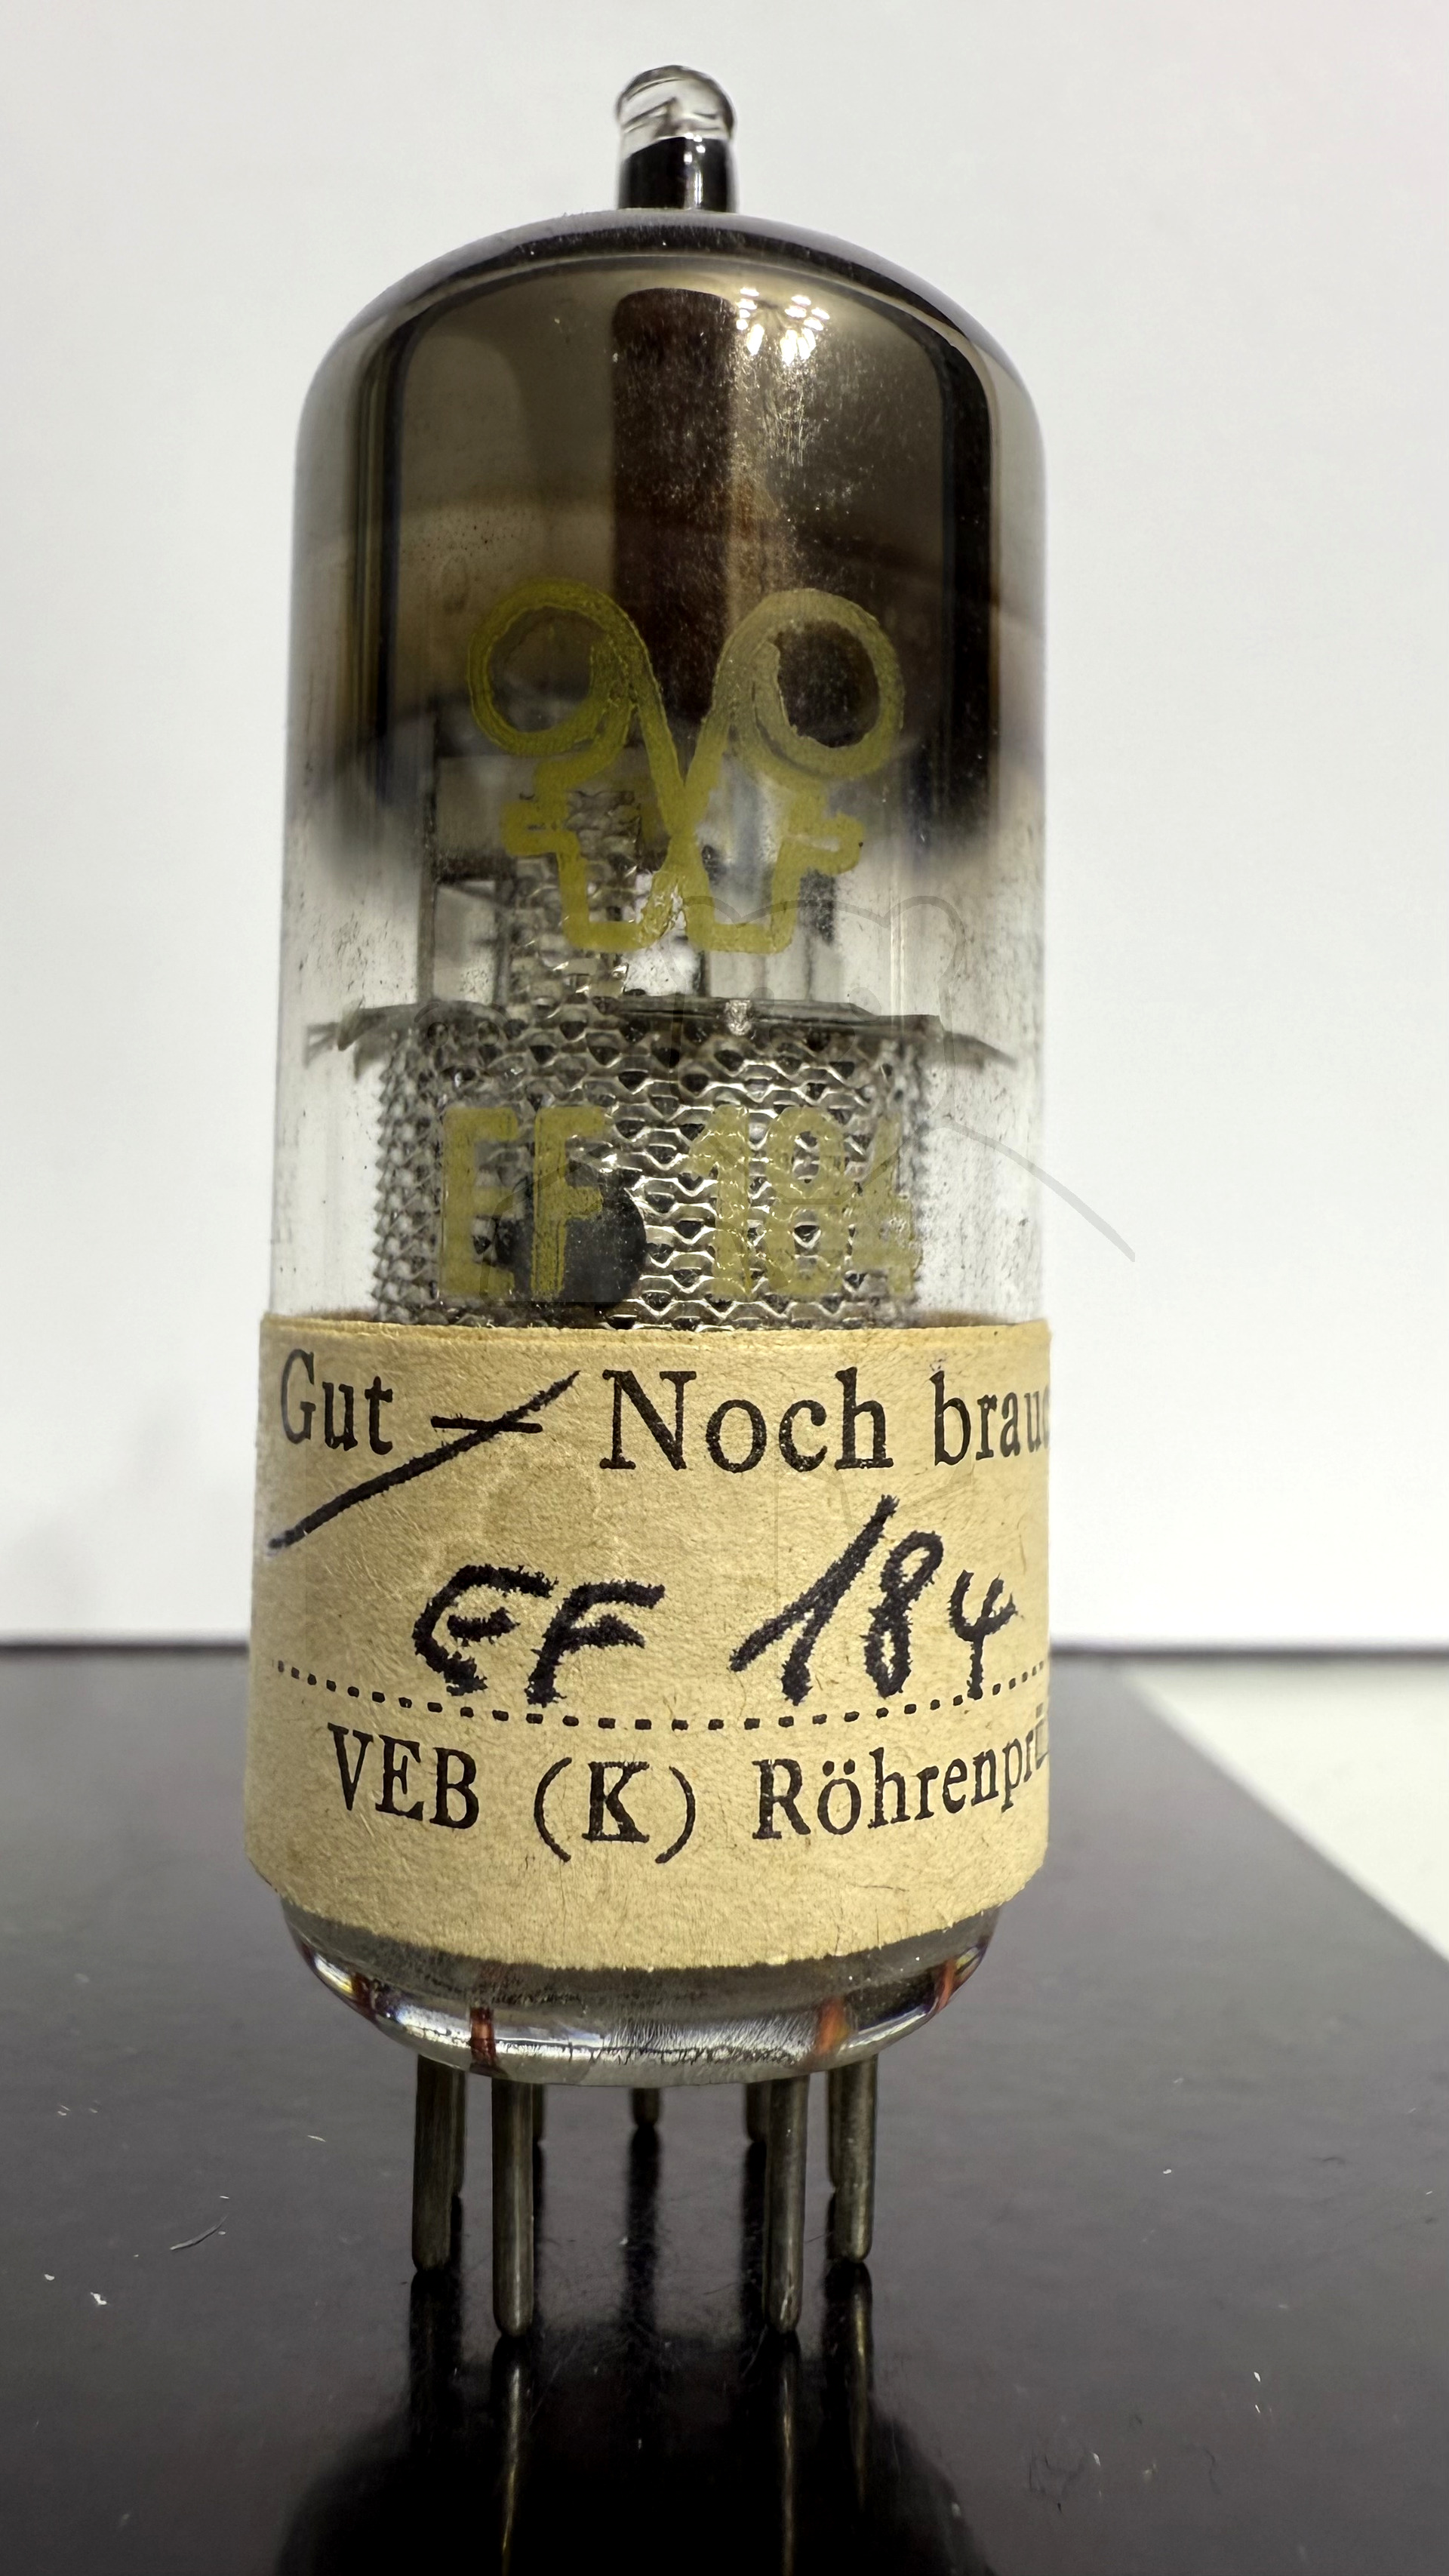 EF 184
Gut – Noch brauc
EF 184
VEB (K) Röhrenprü